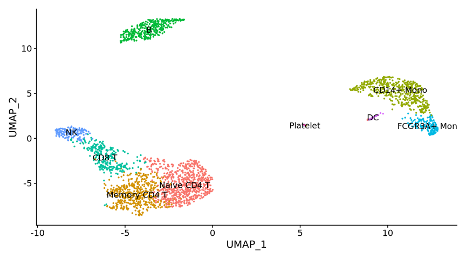 B
10
5
0
-5
UMAP_2
CD14+ Mono
DC
Platelet
FCGR3A+ Mon
NK
CD8 T
Naive CD4 T
Memory CD4 T
-10
-5
0
5
10
UMAP_1